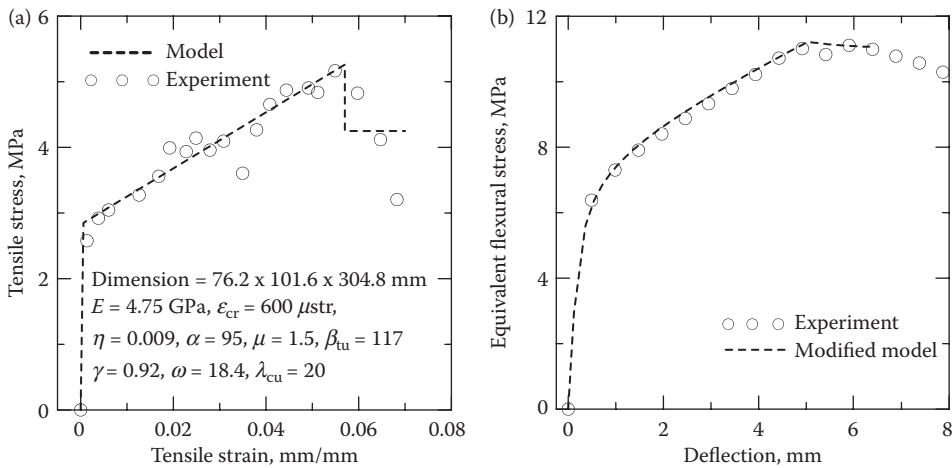 (a)
6
4
2
0
Tensile stress, MPa
Model
Experiment
Dimension = 76.2 x 101.6 x 304.8 mm
E = 4.75 GPa, εcr = 600 μstr,
η = 0.009, α = 95, μ = 1.5, βtu = 117
γ = 0.92, ω = 18.4, λcu = 20
0 0.02 0.04 0.06 0.08
Tensile strain, mm/mm
(b)
12
8
4
0
Equivalent flexural stress, MPa
Experiment
Modified model
0 2 4 6 8
Deflection, mm